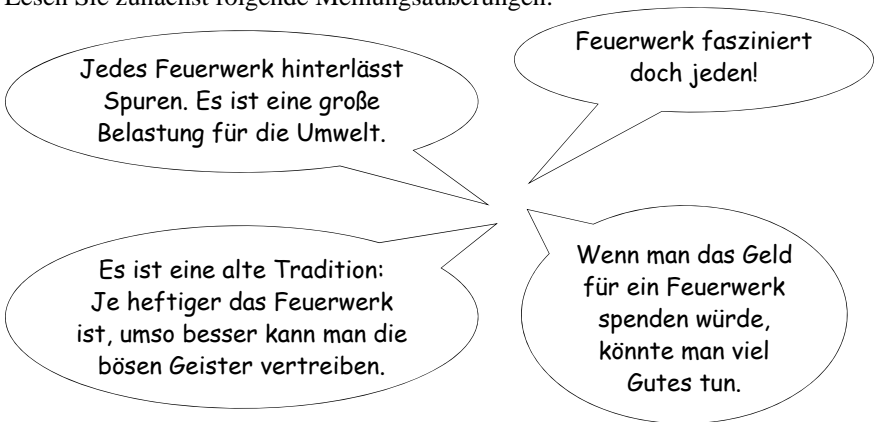 Lesen Sie zunächst folgende Meinungsäußerungen:
Jedes Feuerwerk hinterlässt
Spuren. Es ist eine große
Belastung für die Umwelt.
Feuerwerk fasziniert
doch jeden!
Es ist eine alte Tradition:
Je heftiger das Feuerwerk
ist, umso besser kann man die
bösen Geister vertreiben.
Wenn man das Geld
für ein Feuerwerk
spenden würde,
könnte man viel
Gutes tun.